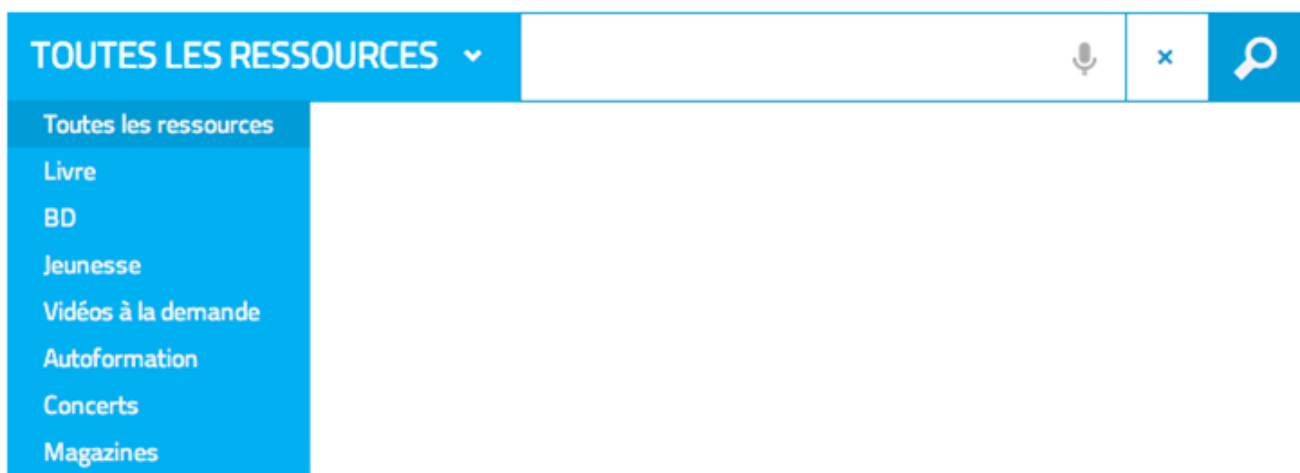 TOUTES LES RESSOURCES
Toutes les ressources
Livre
BD
Jeunesse
Vidéos à la demande
Autoformation
Concerts
Magazines